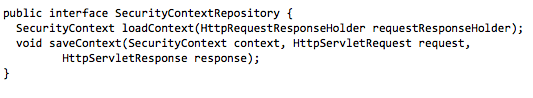 public interface SecurityContextRepository {
  SecurityContext loadContext(HttpRequestResponseHolder requestResponseHolder);
  void saveContext(SecurityContext context, HttpServletRequest request,
         HttpServletResponse response);
}